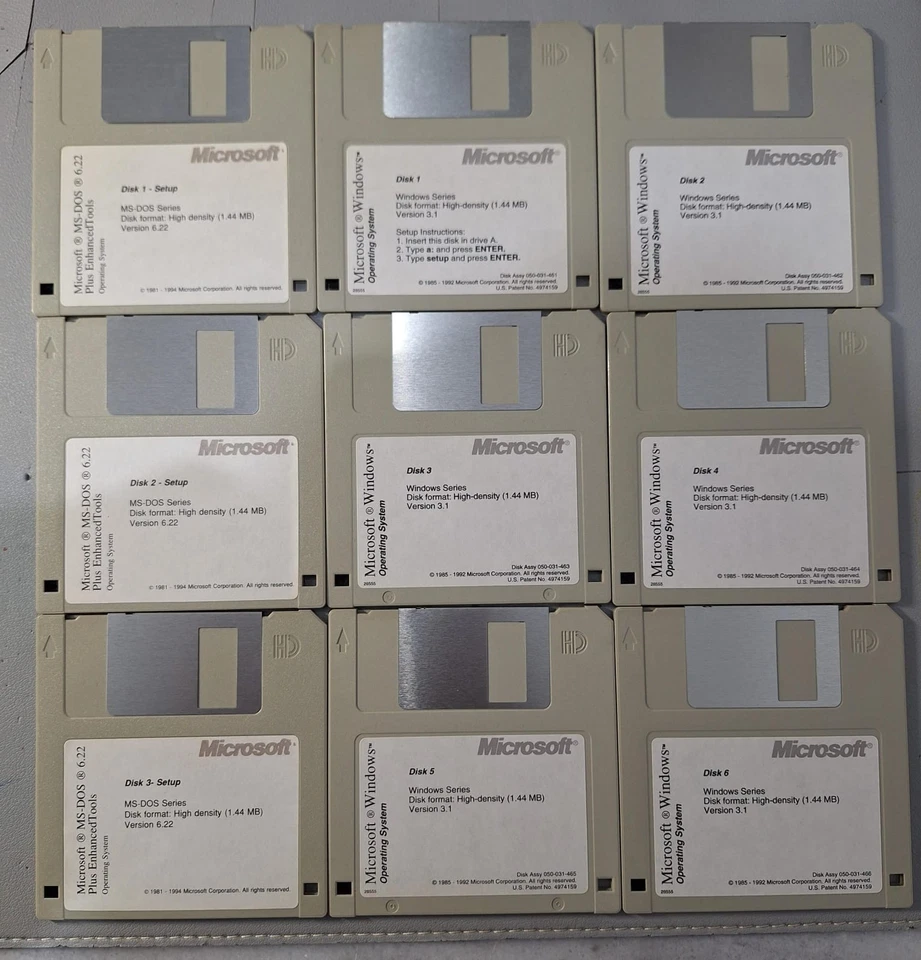 HD
Microsoft
Microsoft ® MS-DOS ® 6.22
Plus EnhancedTools
Operating System
Disk 1 - Setup
MS-DOS Series
Disk format: High density (1.44 MB)
Version 6.22
© 1981 - 1994 Microsoft Corporation. All rights reserved.
HD
Microsoft®
Microsoft ® Windows™
Operating System
Disk 1
Windows Series
Disk format: High-density (1.44 MB)
Version 3.1
Setup Instructions:
1. Insert this disk in drive A.
2. Type a: and press ENTER.
3. Type setup and press ENTER.
Disk Assy 050-031-461
© 1985 - 1992 Microsoft Corporation. All rights reserved.
U.S. Patent No. 4974159
HD
Microsoft®
Microsoft ® Windows™
Operating System
Disk 2
Windows Series
Disk format: High-density (1.44 MB)
Version 3.1
Disk Assy 050-031-462
© 1985 - 1992 Microsoft Corporation. All rights reserved.
U.S. Patent No. 4974159
HD
Microsoft
Microsoft ® MS-DOS ® 6.22
Plus EnhancedTools
Operating System
Disk 2 - Setup
MS-DOS Series
Disk format: High density (1.44 MB)
Version 6.22
© 1981 - 1994 Microsoft Corporation. All rights reserved.
HD
Microsoft®
Microsoft ® Windows™
Operating System
Disk 3
Windows Series
Disk format: High-density (1.44 MB)
Version 3.1
Disk Assy 050-031-463
© 1985 - 1992 Microsoft Corporation. All rights reserved.
U.S. Patent No. 4974159
HD
Microsoft®
Microsoft ® Windows™
Operating System
Disk 4
Windows Series
Disk format: High-density (1.44 MB)
Version 3.1
Disk Assy 050-031-464
© 1985 - 1992 Microsoft Corporation. All rights reserved.
U.S. Patent No. 4974159
HD
Microsoft
Microsoft ® MS-DOS ® 6.22
Plus EnhancedTools
Operating System
Disk 3- Setup
MS-DOS Series
Disk format: High density (1.44 MB)
Version 6.22
© 1981 - 1994 Microsoft Corporation. All rights reserved.
HD
Microsoft®
Microsoft ® Windows™
Operating System
Disk 5
Windows Series
Disk format: High-density (1.44 MB)
Version 3.1
Disk Assy 050-031-465
© 1985 - 1992 Microsoft Corporation. All rights reserved.
U.S. Patent No. 4974159
HD
Microsoft®
Microsoft ® Windows™
Operating System
Disk 6
Windows Series
Disk format: High-density (1.44 MB)
Version 3.1
Disk Assy 050-031-466
© 1985 - 1992 Microsoft Corporation. All rights reserved.
U.S. Patent No. 4974159